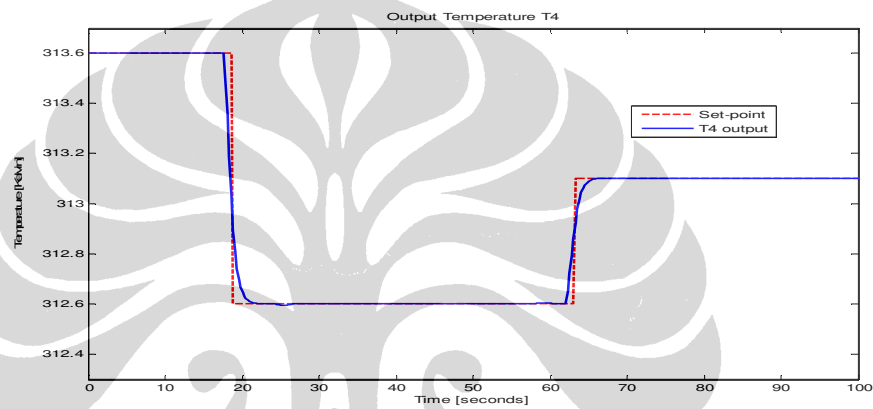 Output Temperature T4
313.6
313.4
313.2
313
312.8
312.6
312.4
Temperature [Kelvin]
Set-point
T4 output
0 10 20 30 40 50 60 70 80 90 100
Time [seconds]